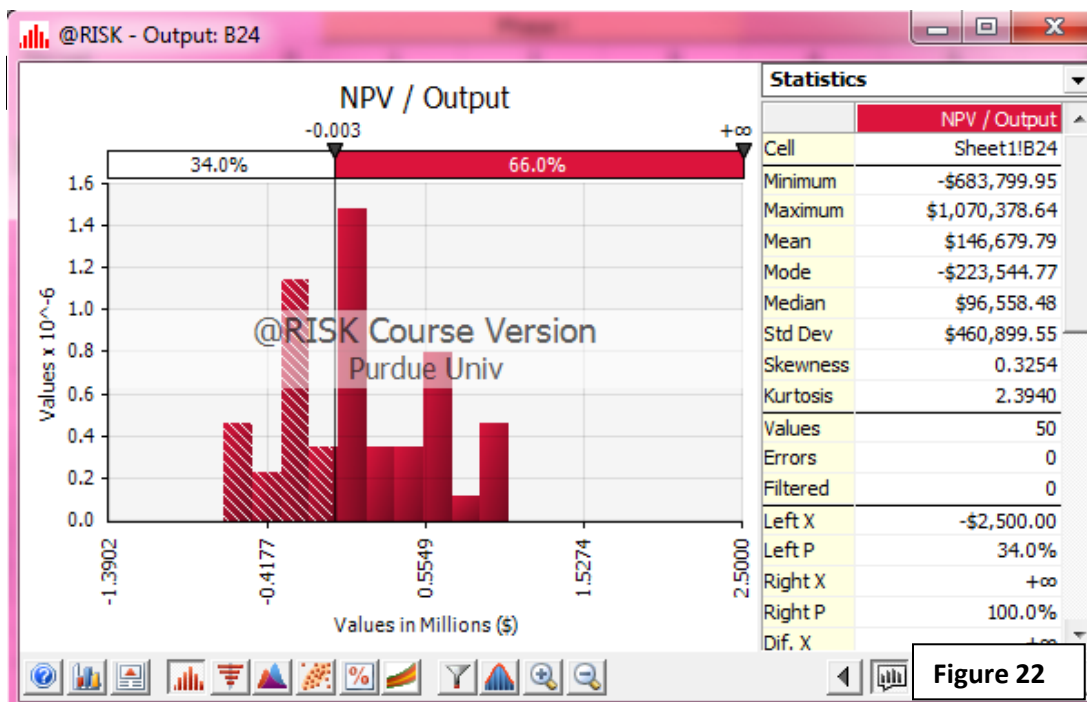 @RISK - Output: B24
NPV / Output
-0.003
+∞
34.0%
66.0%
1.6
1.4
1.2
1.0
0.8
0.6
0.4
0.2
0.0
Values x 10^-6
@RISK Course Version
Purdue Univ
-1.3902
-0.4177
0.5549
1.5274
2.5000
Values in Millions ($)
Statistics
NPV / Output
Cell Sheet1!B24
Minimum -$683,799.95
Maximum $1,070,378.64
Mean $146,679.79
Mode -$223,544.77
Median $96,558.48
Std Dev $460,899.55
Skewness 0.3254
Kurtosis 2.3940
Values 50
Errors 0
Filtered 0
Left X -$2,500.00
Left P 34.0%
Right X +∞
Right P 100.0%
Dif. X +∞
Figure 22